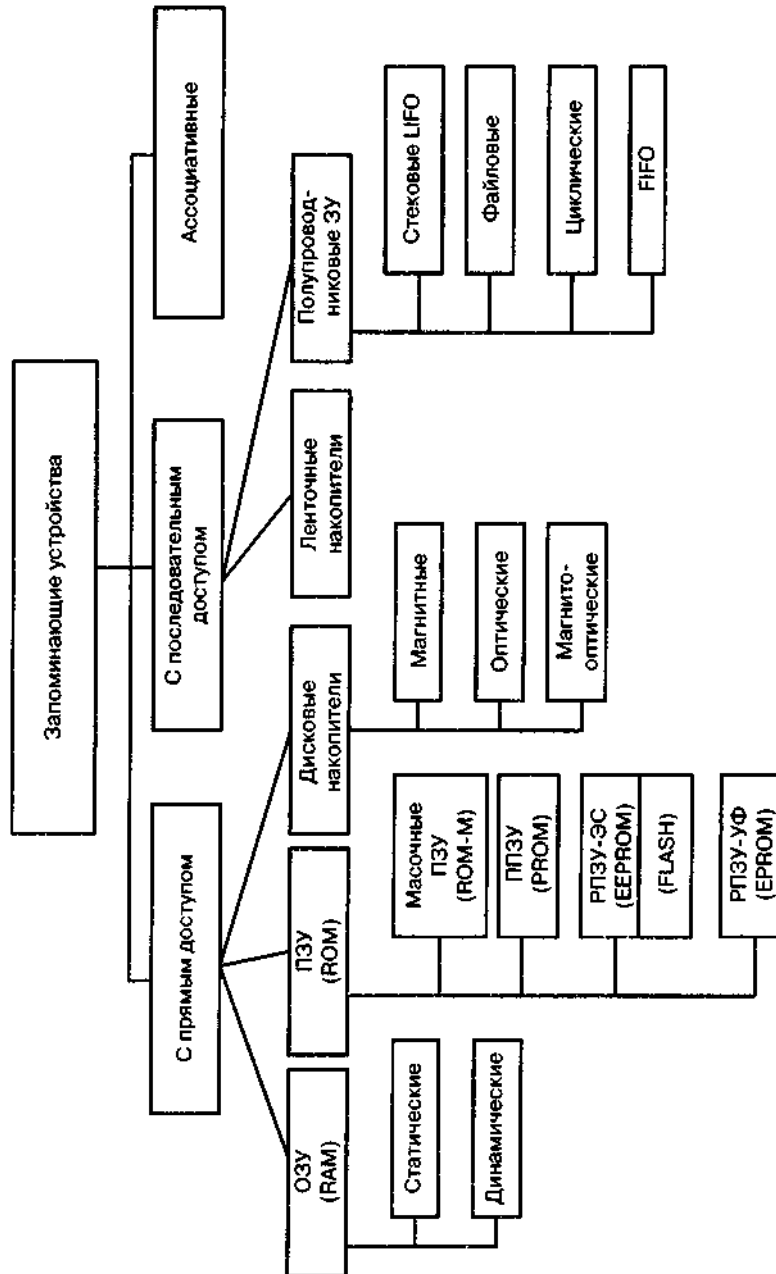 Запоминающие устройства
С прямым доступом
С последовательным
доступом
Ассоциативные
ОЗУ
(RAM)
ПЗУ
(ROM)
Дисковые
накопители
Ленточные
накопители
Полупровод-
никовые ЗУ
Статические
Динамические
Масочные
ПЗУ
(ROM-M)
ППЗУ
(PROM)
РПЗУ-ЭС
(EEPROM)
(FLASH)
РПЗУ-УФ
(EPROM)
Магнитные
Оптические
Магнито-
оптические
Стековые LIFO
Файловые
Циклические
FIFO